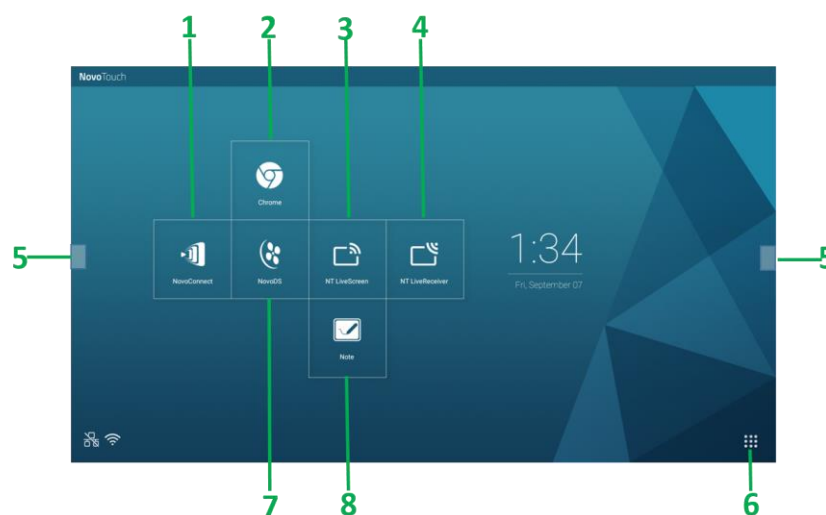 1 2 3 4
NovoTouch
Chrome
5 NovoConnect NovoDS NT LiveScreen NT LiveReceiver 1:34 5
Fri, September 07
Note
7 8 6